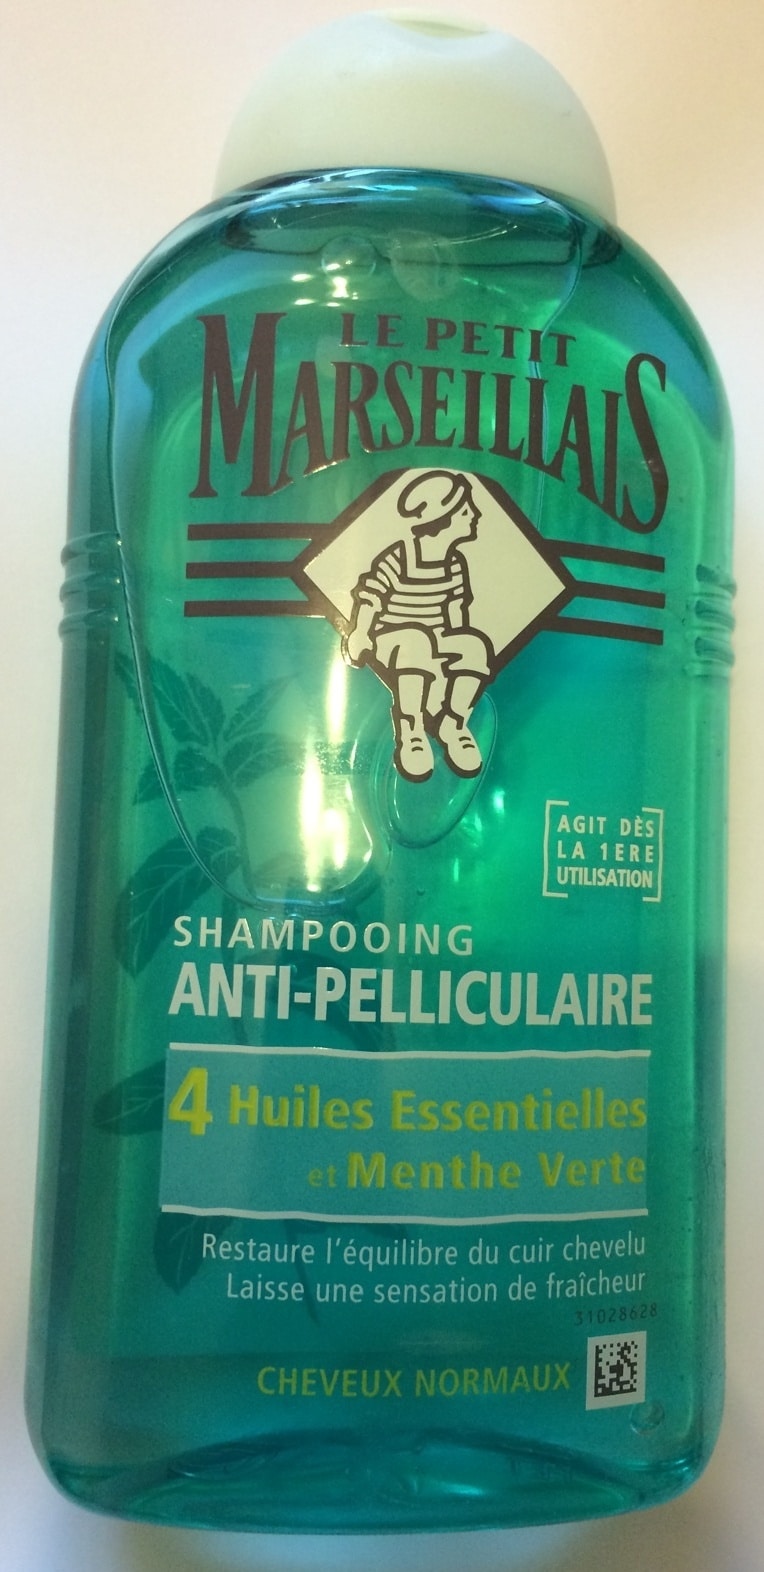 LE PETIT
MARSEILLAIS
AGIT DÈS
LA 1ERE
UTILISATION
SHAMPOOING
ANTI-PELLICULAIRE
4 Huiles Essentielles
et Menthe Verte
Restaure l'équilibre du cuir chevelu
Laisse une sensation de fraîcheur
31028628
CHEVEUX NORMAUX